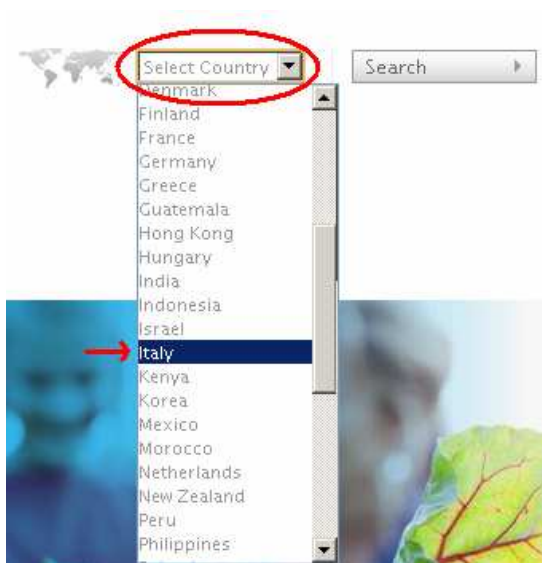 Select Country
Search
Denmark
Finland
France
Germany
Greece
Guatemala
Hong Kong
Hungary
India
Indonesia
Israel
Italy
Kenya
Korea
Mexico
Morocco
Netherlands
New Zealand
Peru
Philippines